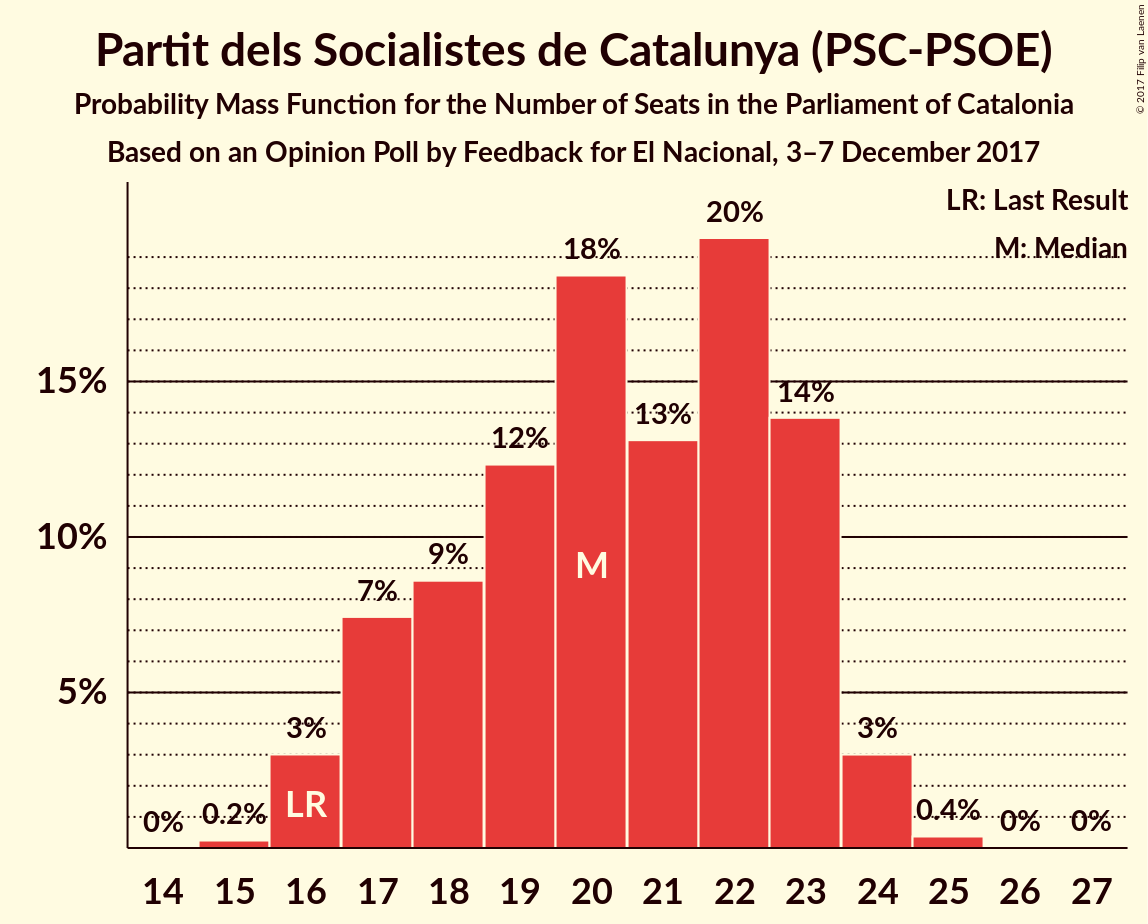 Partit dels Socialistes de Catalunya (PSC-PSOE)
Probability Mass Function for the Number of Seats in the Parliament of Catalonia
Based on an Opinion Poll by Feedback for El Nacional, 3–7 December 2017
© 2017 Filip van Laenen
LR: Last Result
M: Median
15%
10%
5%
0%
0.2%
3%
7%
9%
12%
18%
13%
20%
14%
3%
0.4%
0%
0%
LR
M
14 15 16 17 18 19 20 21 22 23 24 25 26 27